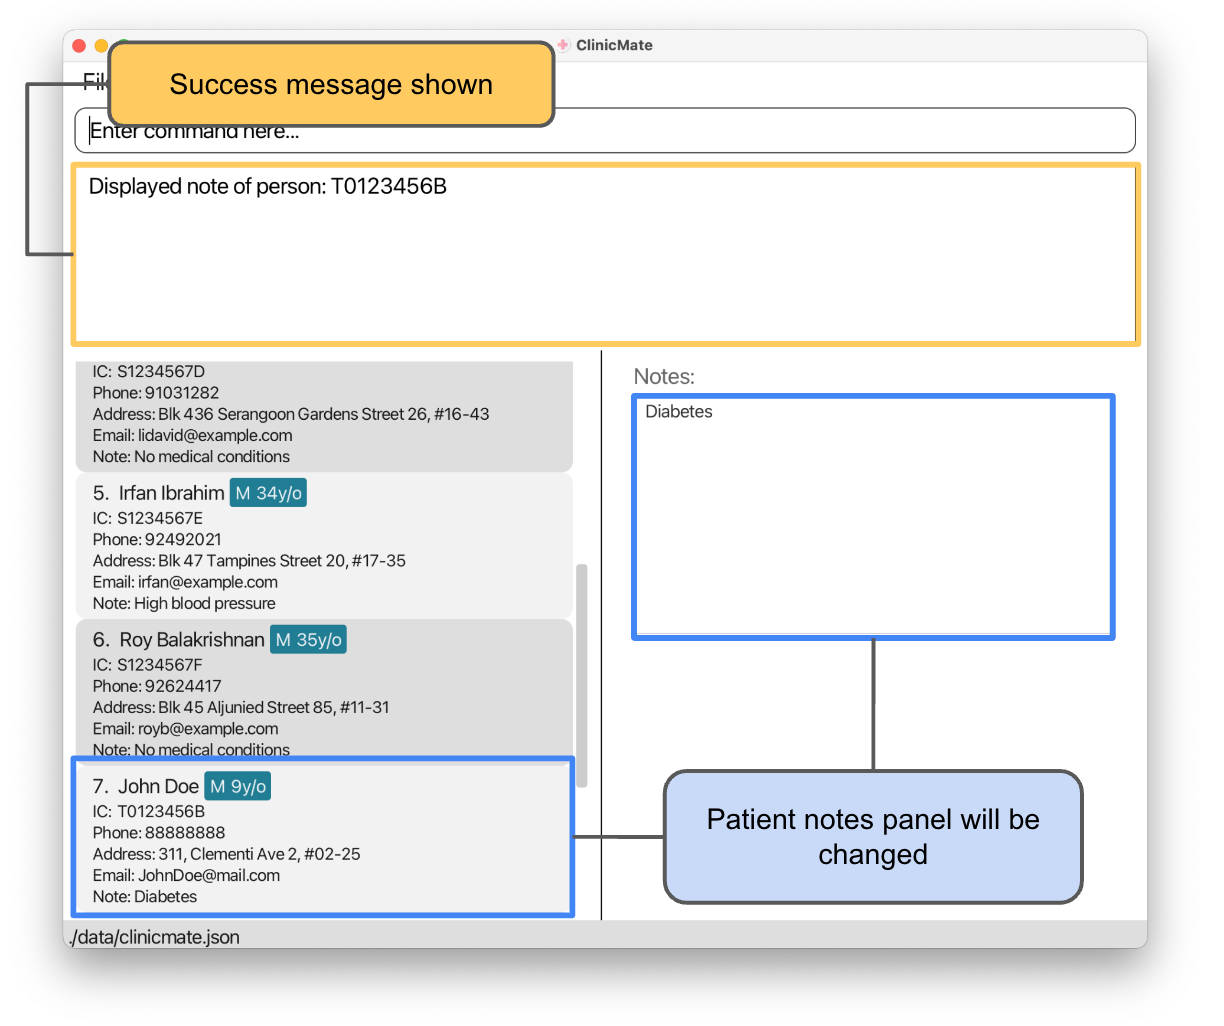 ClinicMate
Success message shown
Enter command here...
Displayed note of person: T0123456B
IC: S1234567D
Phone: 91031282
Address: Blk 436 Serangoon Gardens Street 26, #16-43
Email: lidavid@example.com
Note: No medical conditions
5. Irfan Ibrahim M 34y/o
IC: S1234567E
Phone: 92492021
Address: Blk 47 Tampines Street 20, #17-35
Email: irfan@example.com
Note: High blood pressure
6. Roy Balakrishnan M 35y/o
IC: S1234567F
Phone: 92624417
Address: Blk 45 Aljunied Street 85, #11-31
Email: royb@example.com
Note: No medical conditions
7. John Doe M 9y/o
IC: T0123456B
Phone: 88888888
Address: 311, Clementi Ave 2, #02-25
Email: JohnDoe@mail.com
Note: Diabetes
Notes:
Diabetes
Patient notes panel will be
changed
./data/clinicmate.json